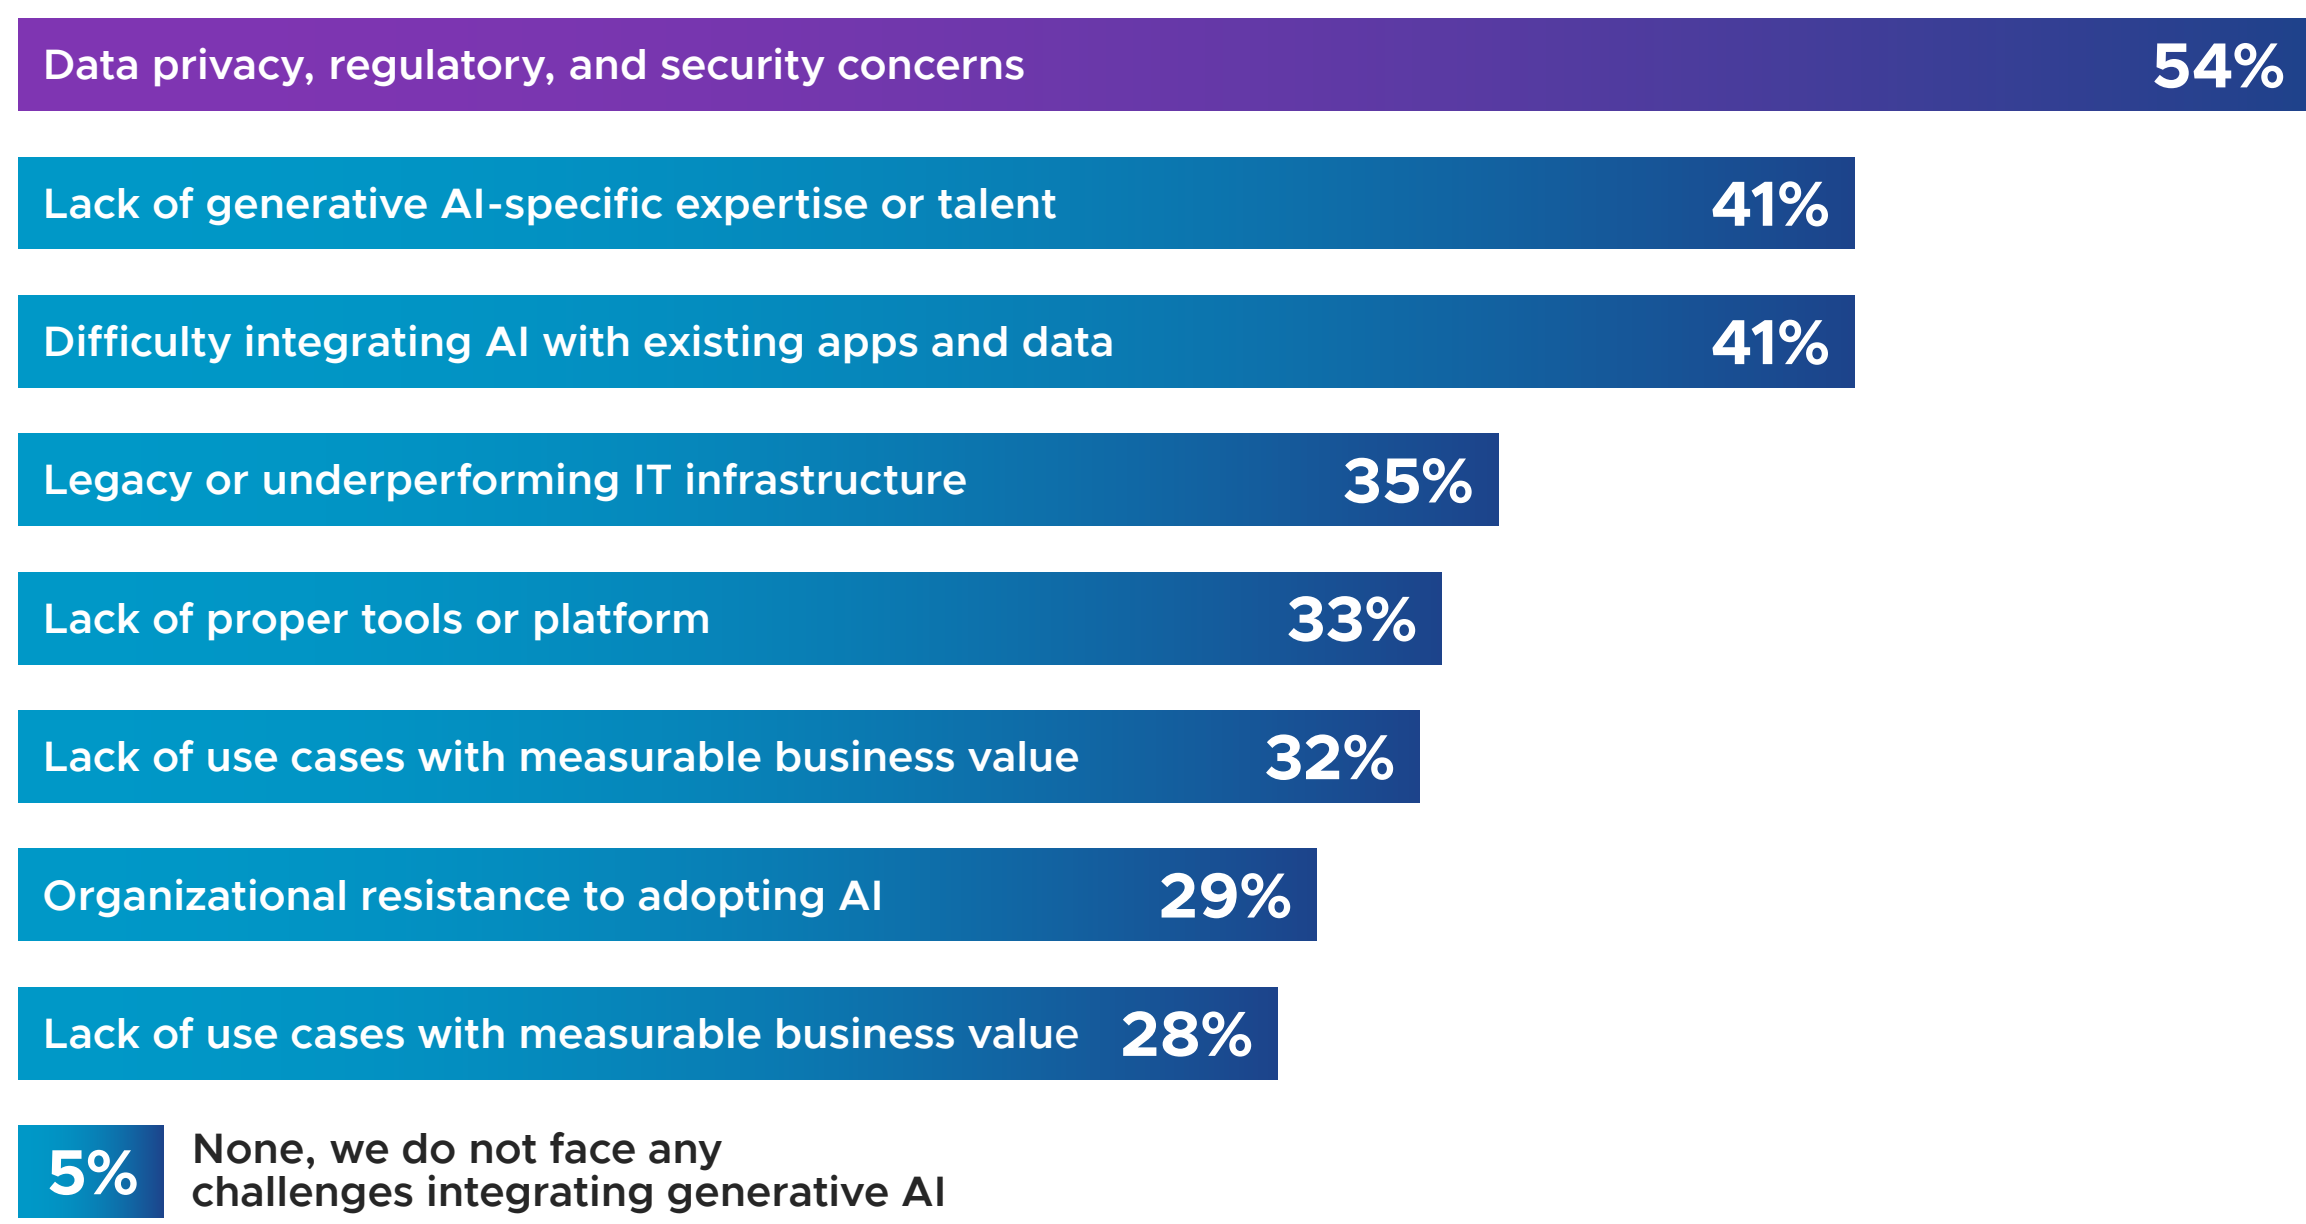 Data privacy, regulatory, and security concerns 54%
Lack of generative AI-specific expertise or talent 41%
Difficulty integrating AI with existing apps and data 41%
Legacy or underperforming IT infrastructure 35%
Lack of proper tools or platform 33%
Lack of use cases with measurable business value 32%
Organizational resistance to adopting AI 29%
Lack of use cases with measurable business value 28%
5% None, we do not face any
challenges integrating generative AI